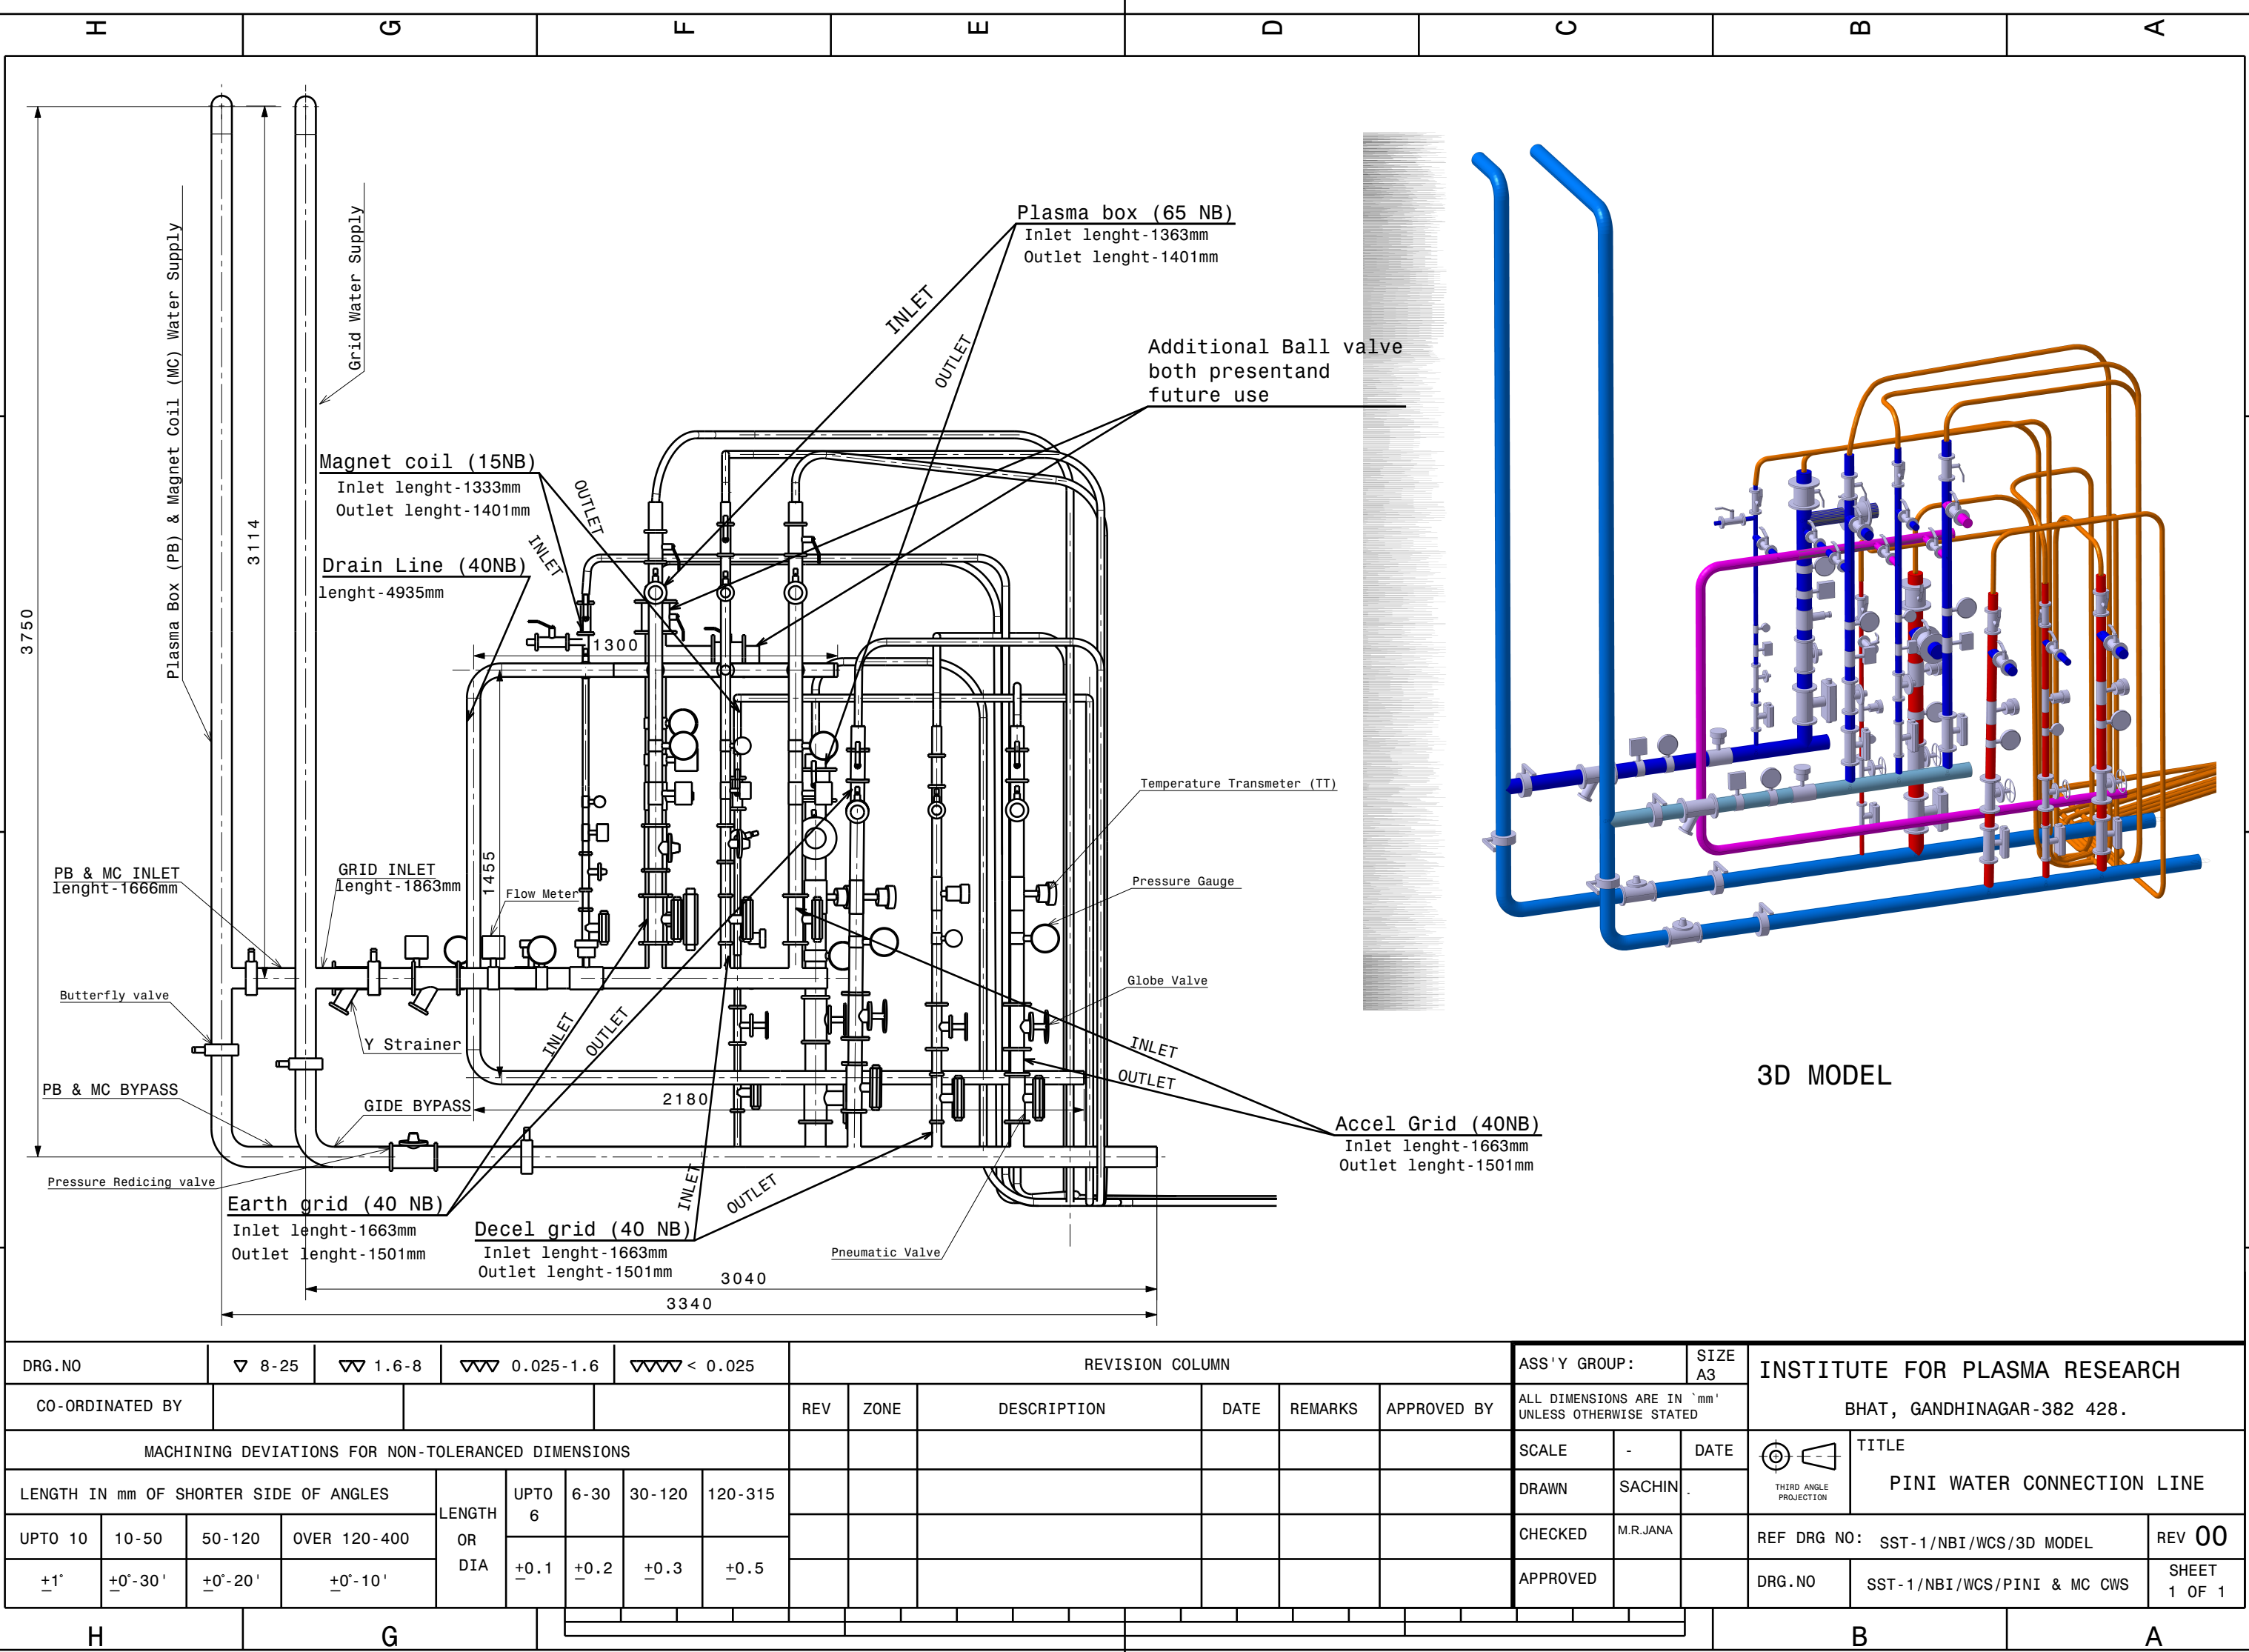 H G F E D C B A
Plasma box (65 NB)
Inlet lenght-1363mm
Outlet lenght-1401mm
INLET
OUTLET
Additional Ball valve
both presentand
future use
Plasma Box (PB) & Magnet Coil (MC) Water Supply
Grid Water Supply
3750
3114
Magnet coil (15NB)
Inlet lenght-1333mm
Outlet lenght-1401mm
OUTLET
INLET
Drain Line (40NB)
lenght-4935mm
1300
1455
Temperature Transmeter (TT)
Pressure Gauge
Globe Valve
PB & MC INLET
lenght-1666mm
GRID INLET
lenght-1863mm
Flow Meter
Butterfly valve
Y Strainer
INLET
OUTLET
INLET
OUTLET
PB & MC BYPASS
GIDE BYPASS
2180
3D MODEL
Accel Grid (40NB)
Inlet lenght-1663mm
Outlet lenght-1501mm
Pressure Redicing valve
Earth grid (40 NB)
Inlet lenght-1663mm
Outlet lenght-1501mm
INLET
OUTLET
Decel grid (40 NB)
Inlet lenght-1663mm
Outlet lenght-1501mm
Pneumatic Valve
3040
3340
DRG.NO 8-25 1.6-8 0.025-1.6 < 0.025
CO-ORDINATED BY
MACHINING DEVIATIONS FOR NON-TOLERANCED DIMENSIONS
LENGTH IN mm OF SHORTER SIDE OF ANGLES
UPTO 10 10-50 50-120 OVER 120-400
±1° ±0°-30' ±0°-20' ±0°-10'
LENGTH
OR
DIA
UPTO
6
6-30 30-120 120-315
±0.1 ±0.2 ±0.3 ±0.5
REVISION COLUMN
REV ZONE DESCRIPTION DATE REMARKS APPROVED BY
ASS'Y GROUP:
SIZE
A3
ALL DIMENSIONS ARE IN `mm'
UNLESS OTHERWISE STATED
SCALE - DATE
DRAWN SACHIN .
CHECKED M.R.JANA
APPROVED
INSTITUTE FOR PLASMA RESEARCH
BHAT, GANDHINAGAR-382 428.
THIRD ANGLE
PROJECTION
TITLE
PINI WATER CONNECTION LINE
REF DRG NO: SST-1/NBI/WCS/3D MODEL
REV 00
DRG.NO SST-1/NBI/WCS/PINI & MC CWS
SHEET
1 OF 1
H G B A